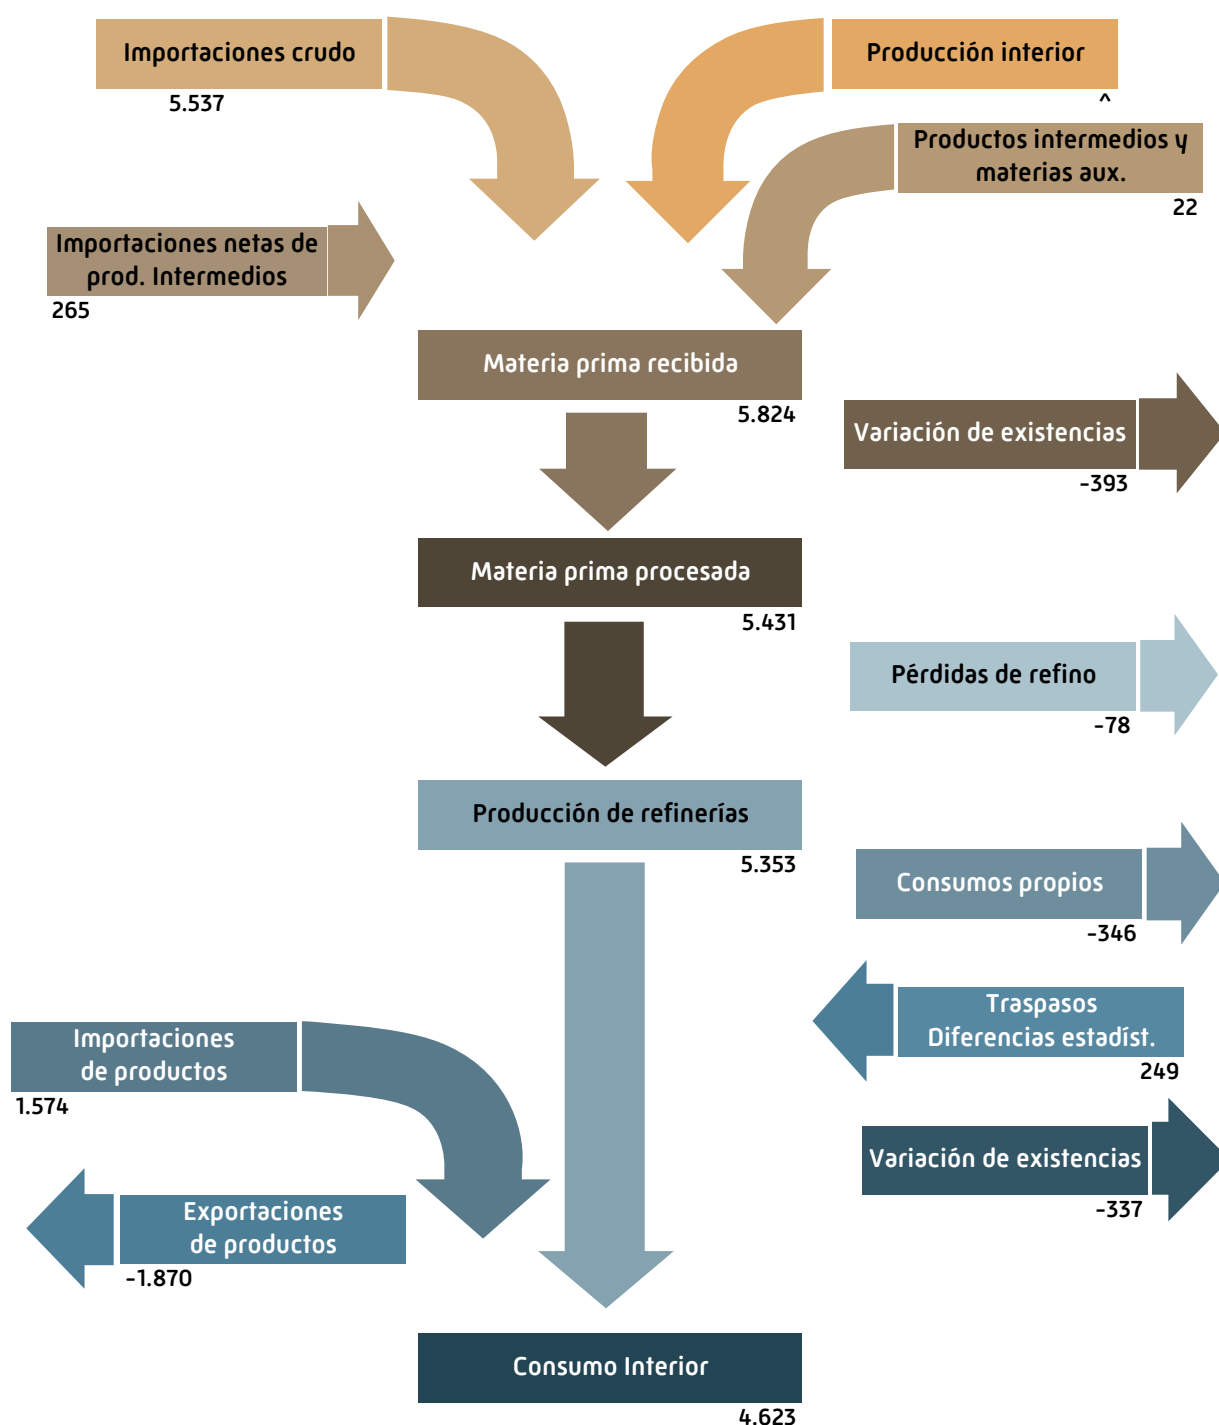 Importaciones crudo
5.537
Producción interior
^
Productos intermedios y
materias aux.
22
Importaciones netas de
prod. Intermedios
265
Materia prima recibida
5.824
Variación de existencias
-393
Materia prima procesada
5.431
Pérdidas de refino
-78
Producción de refinerías
5.353
Consumos propios
-346
Traspasos
Diferencias estadíst.
249
Importaciones
de productos
1.574
Variación de existencias
-337
Exportaciones
de productos
-1.870
Consumo Interior
4.623